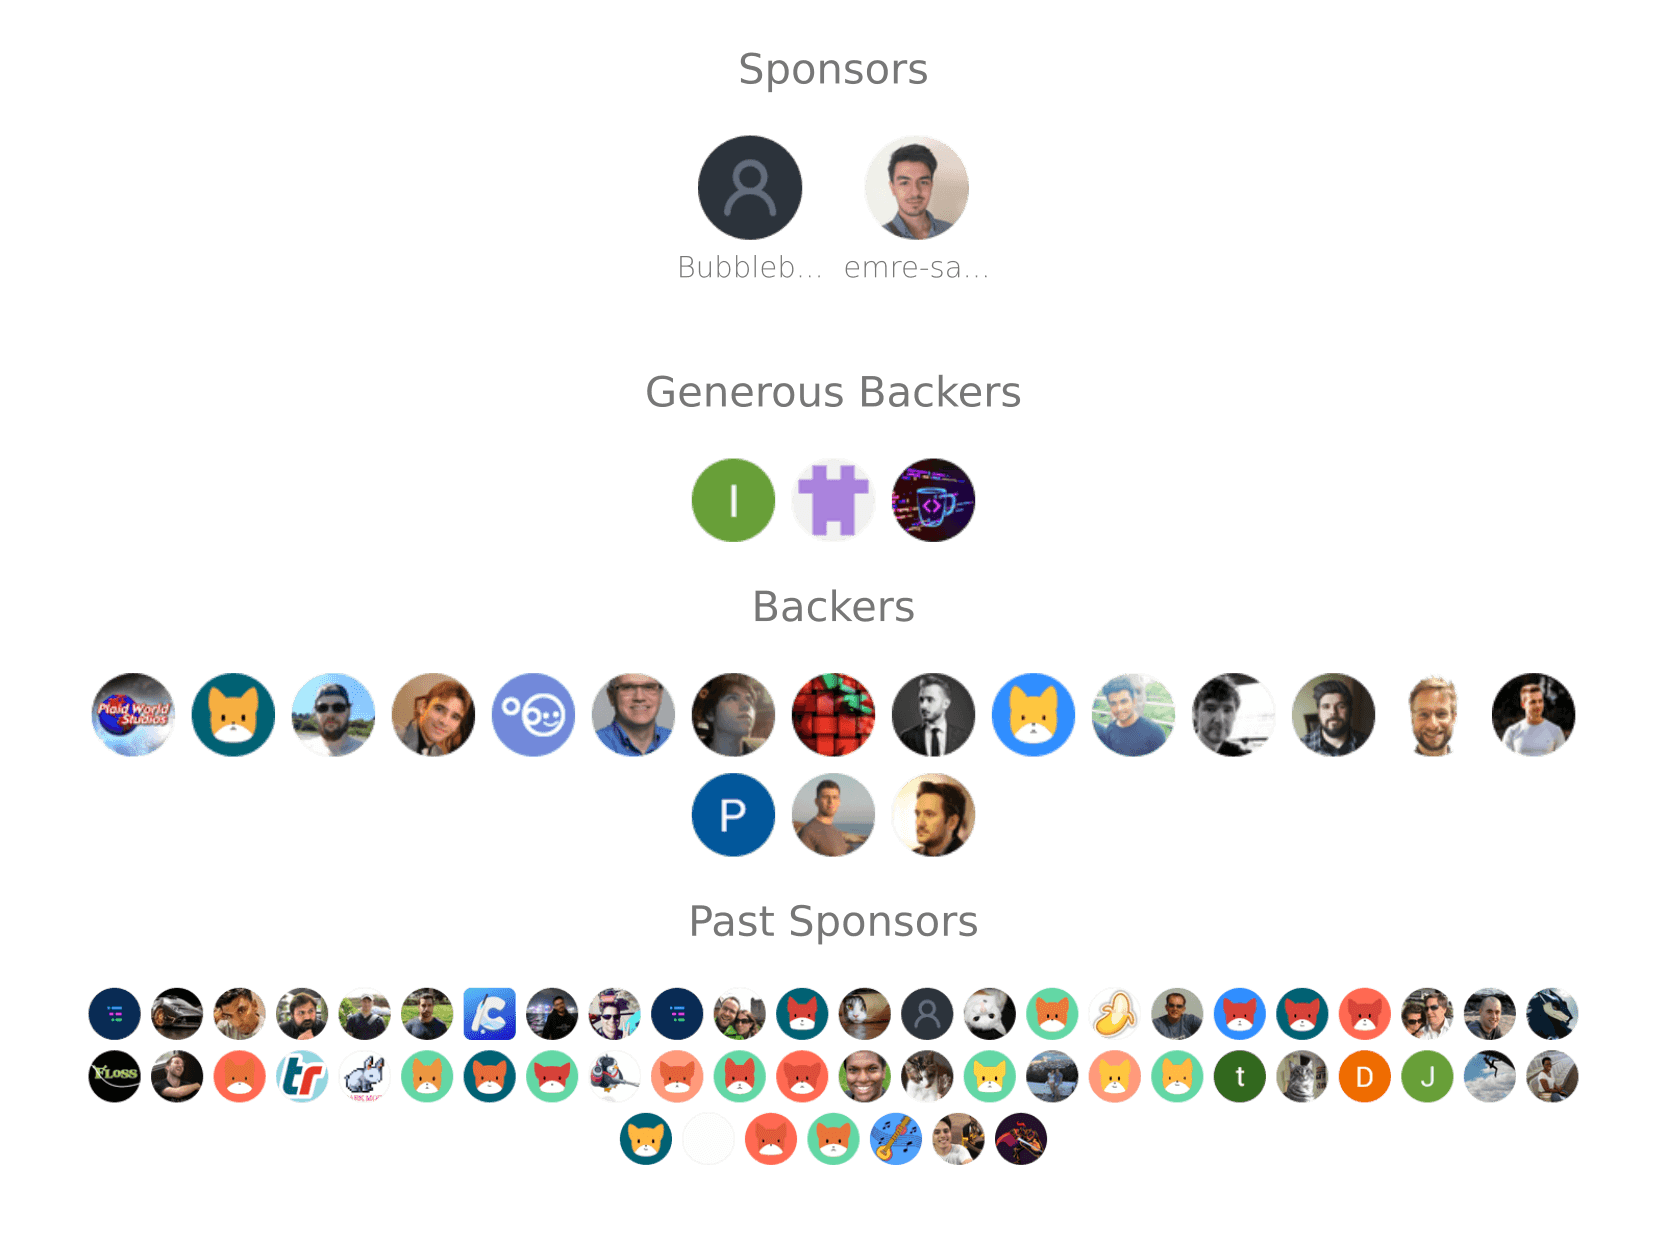 Sponsors
Bubbleb... emre-sa...
Generous Backers
I
Backers
Plaid World
Studios
P
Past Sponsors
C
FLOSS
tr
t
D
J